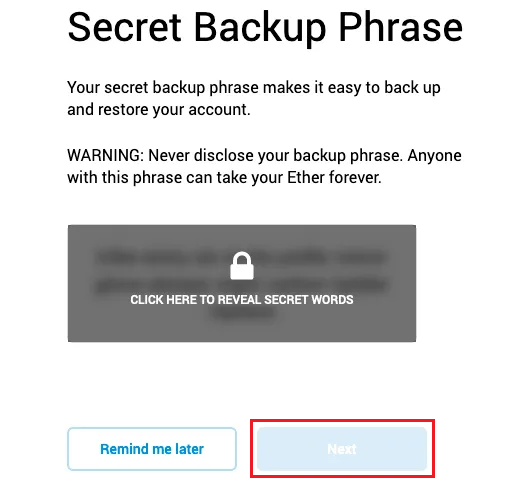 Secret Backup Phrase
Your secret backup phrase makes it easy to back up
and restore your account.
WARNING: Never disclose your backup phrase. Anyone
with this phrase can take your Ether forever.
CLICK HERE TO REVEAL SECRET WORDS
Remind me later
Next